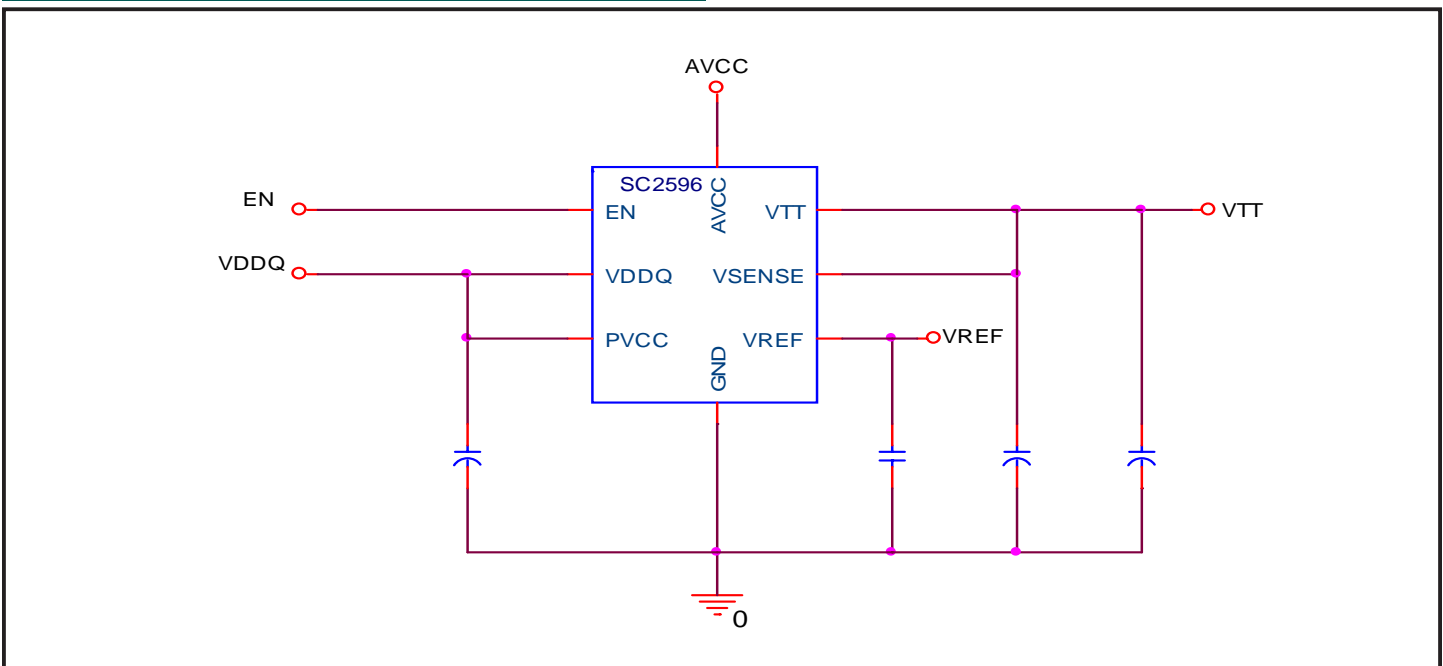 AVCC
SC2596
AVCC
EN
EN
VTT
VTT
VDDQ
VDDQ
VSENSE
PVCC
VREF
VREF
GND
0